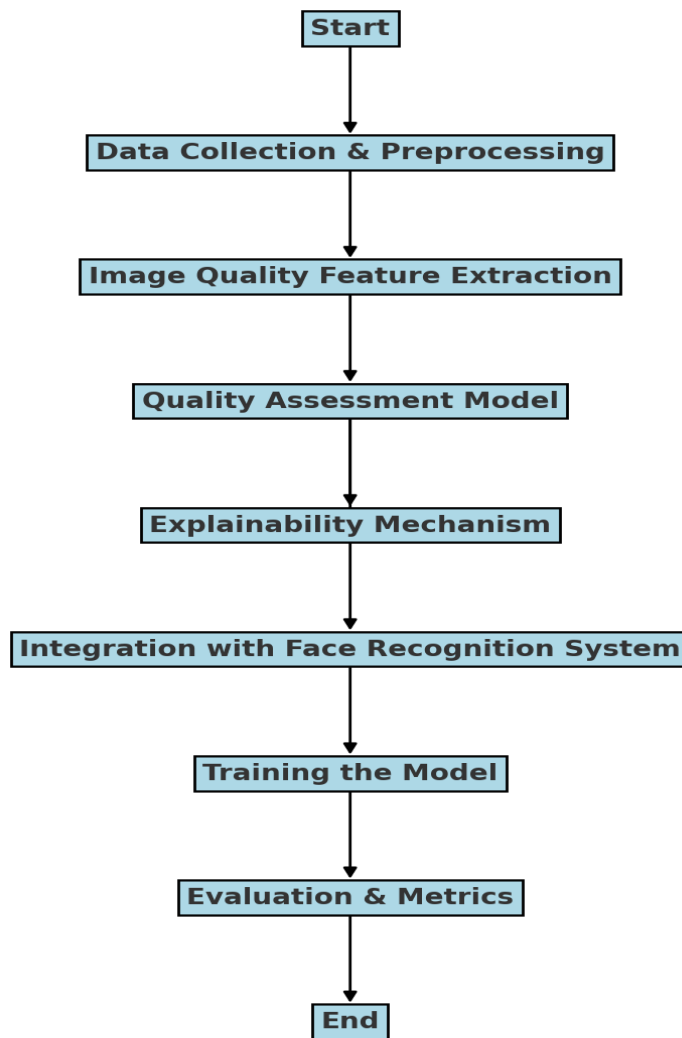 Start
Data Collection & Preprocessing
Image Quality Feature Extraction
Quality Assessment Model
Explainability Mechanism
Integration with Face Recognition System
Training the Model
Evaluation & Metrics
End